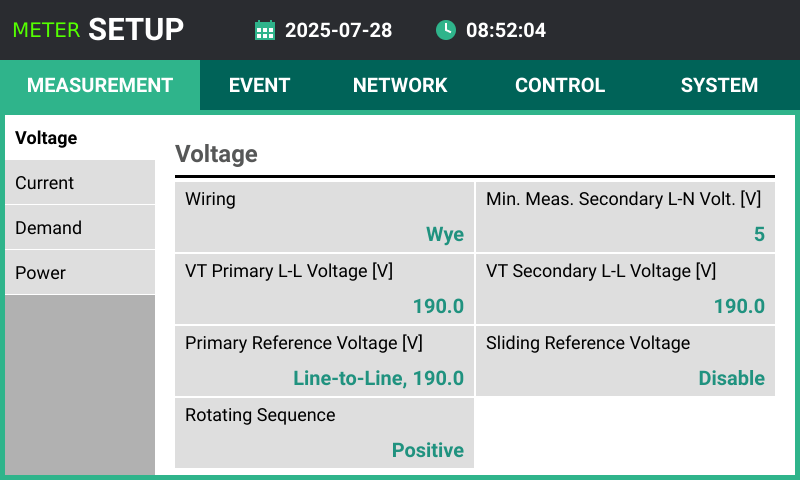 METER SETUP 2025-07-28 08:52:04
MEASUREMENT EVENT NETWORK CONTROL SYSTEM
Voltage
Current
Demand
Power
Voltage
Wiring
Wye
Min. Meas. Secondary L-N Volt. [V]
5
VT Primary L-L Voltage [V]
190.0
VT Secondary L-L Voltage [V]
190.0
Primary Reference Voltage [V]
Line-to-Line, 190.0
Sliding Reference Voltage
Disable
Rotating Sequence
Positive